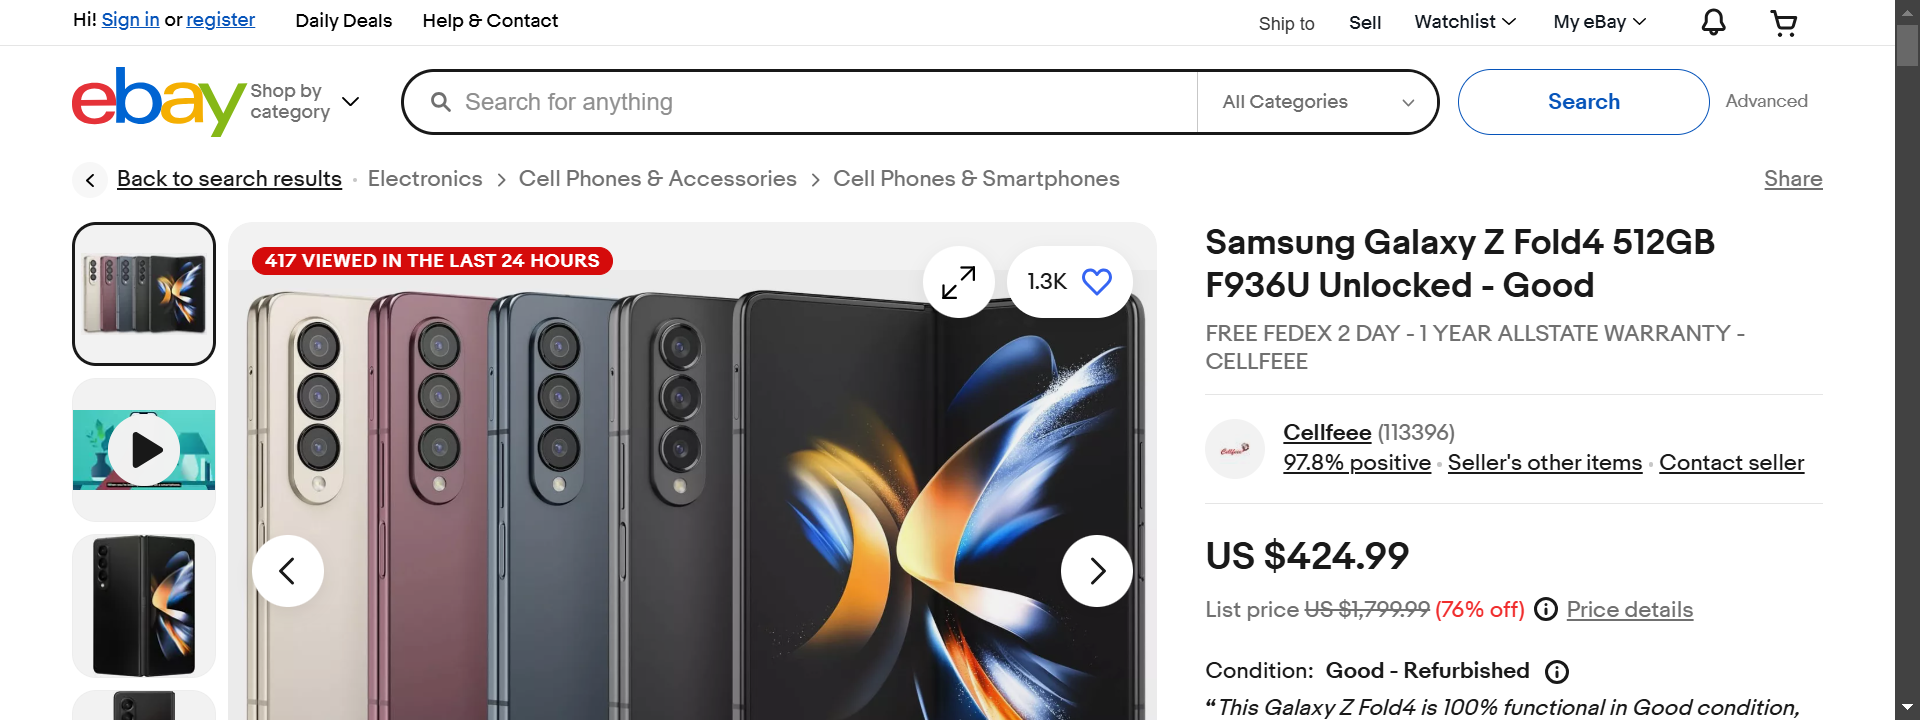 Hi! Sign in or register
Daily Deals
Help & Contact
Ship to
Sell
Watchlist
My eBay
ebay
Shop by
category
Search for anything
All Categories
Search
Advanced
Back to search results
Electronics
Cell Phones & Accessories
Cell Phones & Smartphones
Share
417 VIEWED IN THE LAST 24 HOURS
1.3K
Samsung Galaxy Z Fold4 512GB
F936U Unlocked - Good
FREE FEDEX 2 DAY - 1 YEAR ALLSTATE WARRANTY -
CELLFEEE
Cellfeee (113396)
97.8% positive
Seller's other items
Contact seller
US $424.99
List price US $1,799.99 (76% off)
Price details
Condition: Good - Refurbished
“This Galaxy Z Fold4 is 100% functional in Good condition,